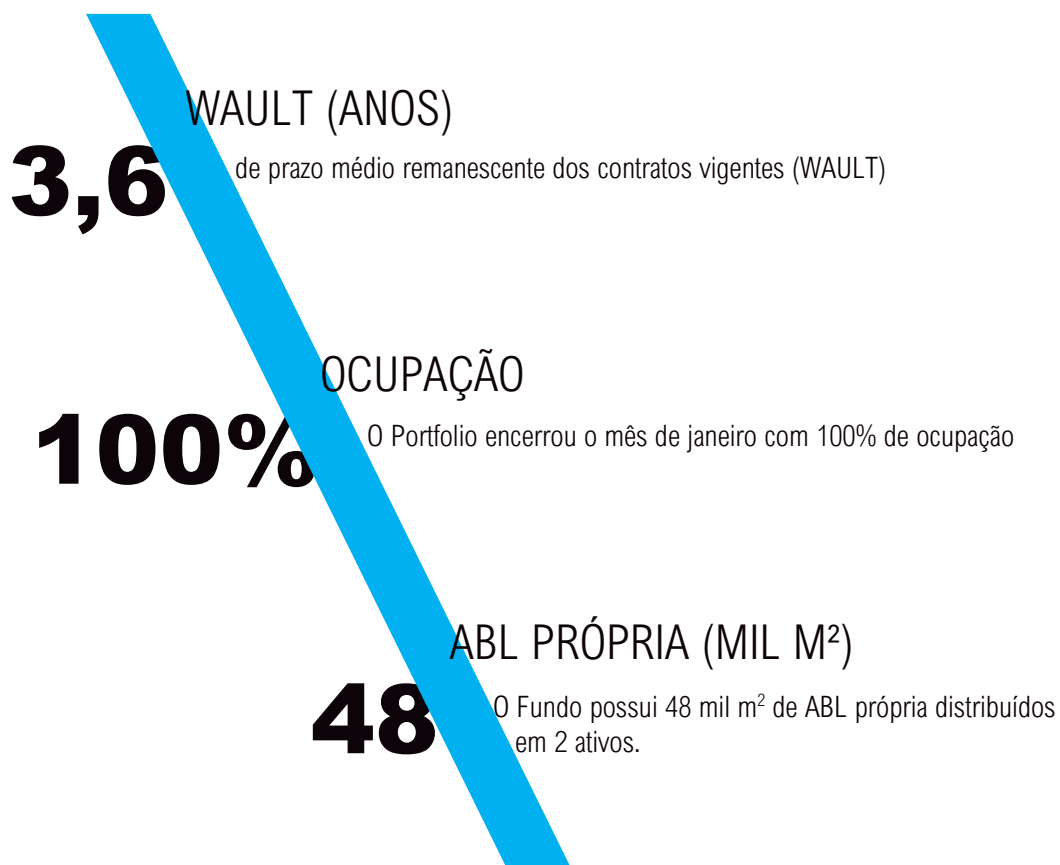 WAULT (ANOS)
3,6
de prazo médio remanescente dos contratos vigentes (WAULT)
OCUPAÇÃO
100%
O Portfolio encerrou o mês de janeiro com 100% de ocupação
ABL PRÓPRIA (MIL M²)
48
O Fundo possui 48 mil m² de ABL própria distribuídos
em 2 ativos.